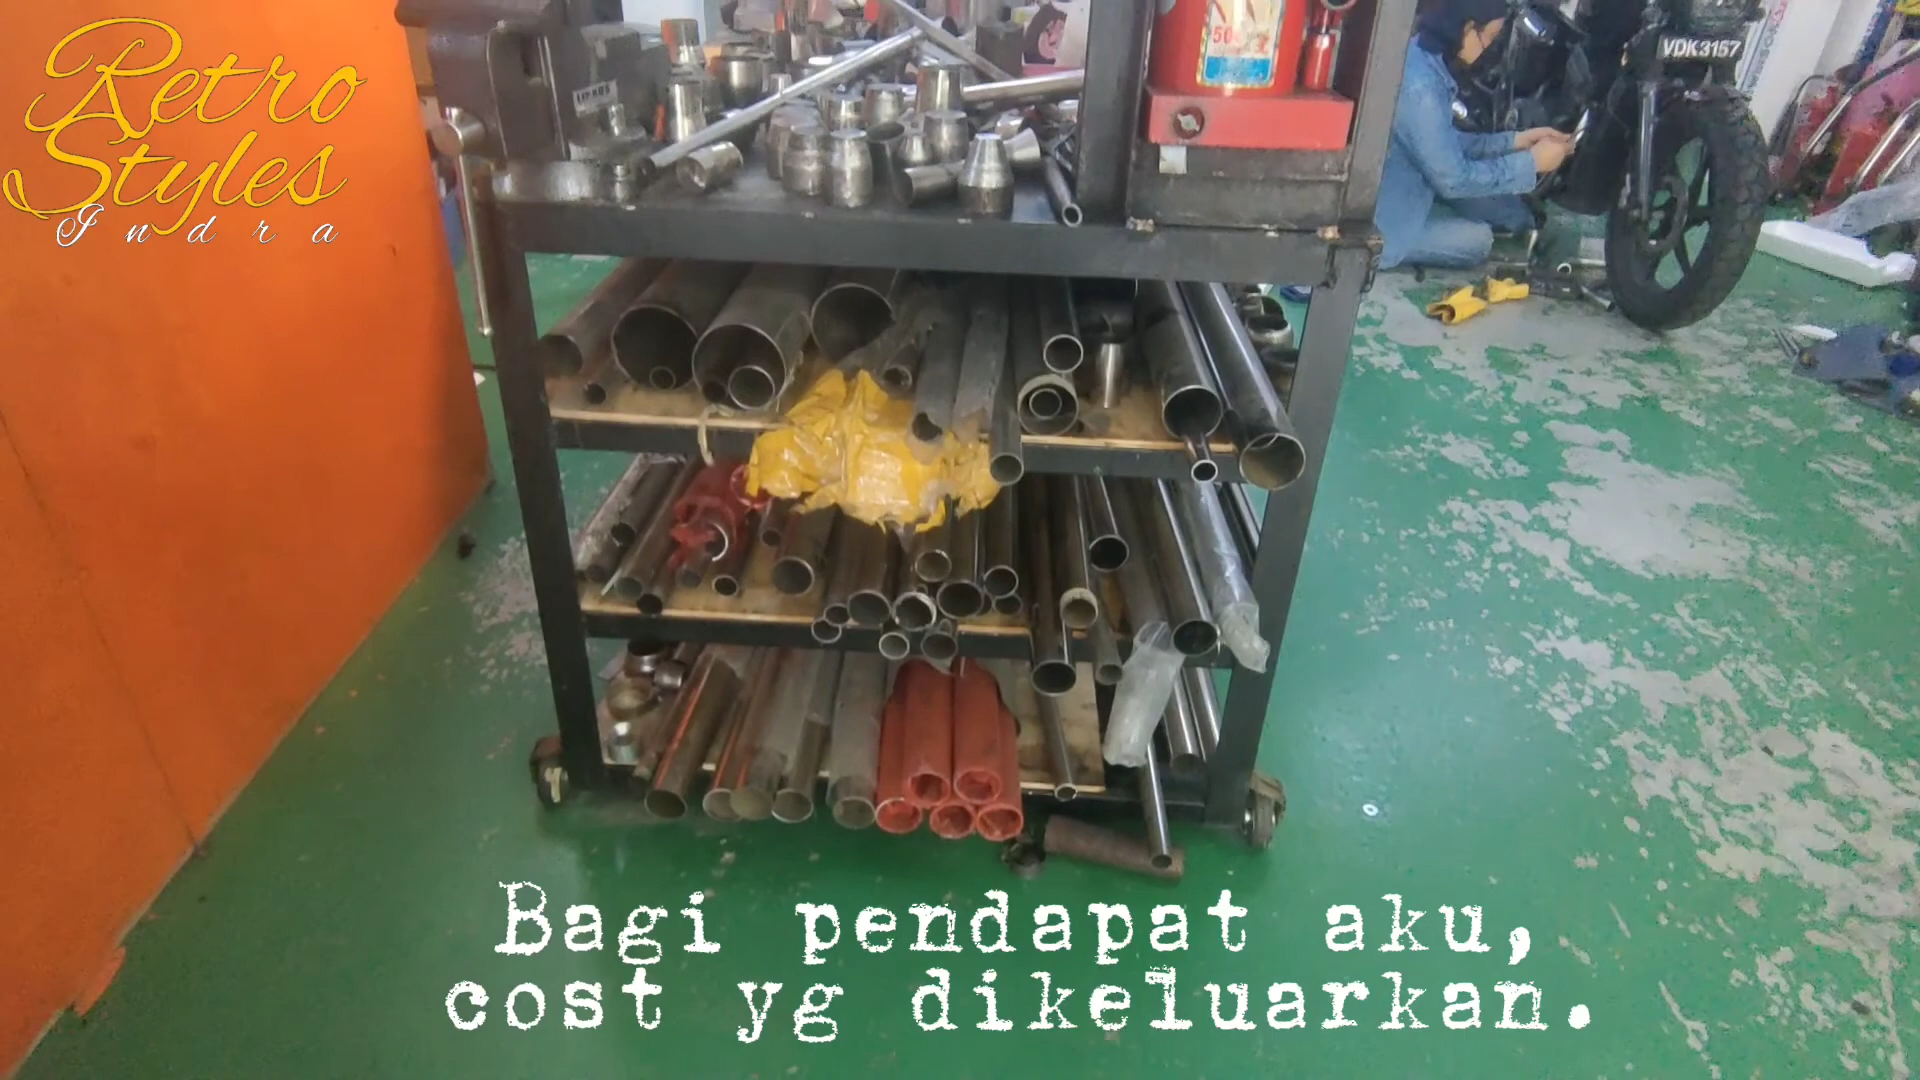 Retro
Styles
Indra
VDK3157
Bagi pendapat aku,
cost yg dikeluarkan.